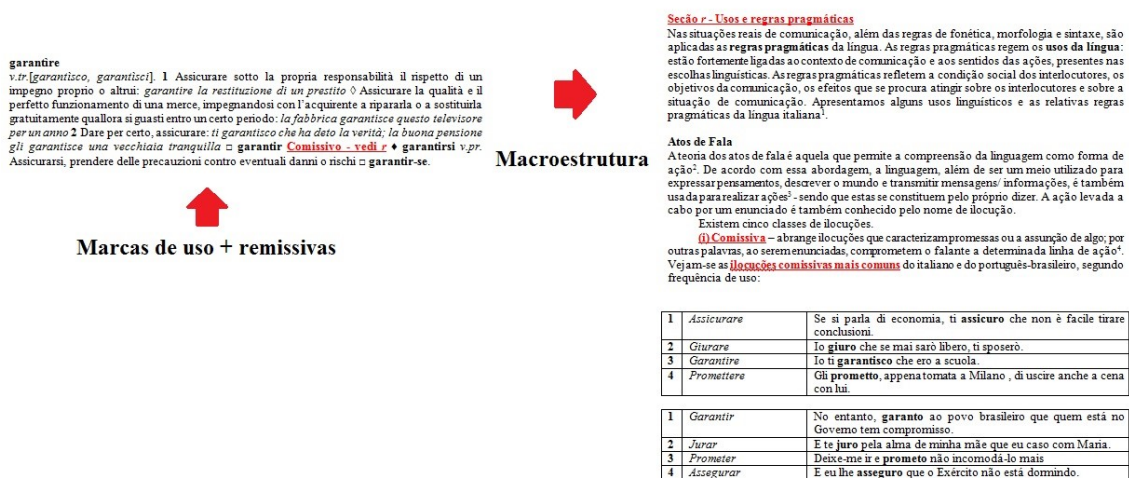 garantire
v.tr.[garantisco, garantisci]. 1 Assicurare sotto la propria responsabilità il rispetto di un
impegno proprio o altrui: garantire la restituzione di un prestito ◊ Assicurare la qualità e il
perfetto funzionamento di una merce, impegnandosi con l'acquirente a ripararla o a sostituirla
gratuitamente quallora si guasti entro un certo periodo: la fabbrica garantisce questo televisore
per un anno 2 Dare per certo, assicurare: ti garantisco che ha deto la verità; la buona pensione
gli garantisce una vecchiaia tranquilla □ garantir Comissivo - vedi r ♦ garantirsi v.pr.
Assicurarsi, prendere delle precauzioni contro eventuali danni o rischi □ garantir-se.
Marcas de uso + remissivas
Macroestrutura
Secão r - Usos e regras pragmáticas
Nas situações reais de comunicação, além das regras de fonética, morfologia e sintaxe, são
aplicadas as regras pragmáticas da língua. As regras pragmáticas regem os usos da língua:
estão fortemente ligadas ao contexto de comunicação e aos sentidos das ações, presentes nas
escolhas linguísticas. As regras pragmáticas refletem a condição social dos interlocutores, os
objetivos da comunicação, os efeitos que se procura atingir sobre os interlocutores e sobre a
situação de comunicação. Apresentamos alguns usos linguísticos e as relativas regras
pragmáticas da língua italiana¹.
Atos de Fala
A teoria dos atos de fala é aquela que permite a compreensão da linguagem como forma de
ação². De acordo com essa abordagem, a linguagem, além de ser um meio utilizado para
expressar pensamentos, descrever o mundo e transmitir mensagens/ informações, é também
usada para realizar ações³ - sendo que estas se constituem pelo próprio dizer. A ação levada a
cabo por um enunciado é também conhecido pelo nome de ilocução.
Existem cinco classes de ilocuções.
(i) Comissiva – abrange ilocuções que caracterizam promessas ou a assunção de algo; por
outras palavras, ao serem enunciadas, comprometem o falante a determinada linha de ação⁴.
Vejam-se as ilocuções comissivas mais comuns do italiano e do português-brasileiro, segundo
frequência de uso:
1 Assicurare Se si parla di economia, ti assicuro che non è facile tirare
conclusioni.
2 Giurare Io giuro che se mai sarò libero, ti sposerò.
3 Garantire Io ti garantisco che ero a scuola.
4 Promettere Gli prometto, appena tornata a Milano , di uscire anche a cena
con lui.
1 Garantir No entanto, garanto ao povo brasileiro que quem está no
Governo tem compromisso.
2 Jurar E te juro pela alma de minha mãe que eu caso com Maria.
3 Prometer Deixe-me ir e prometo não incomodá-lo mais
4 Assegurar E eu lhe asseguro que o Exército não está dormindo.